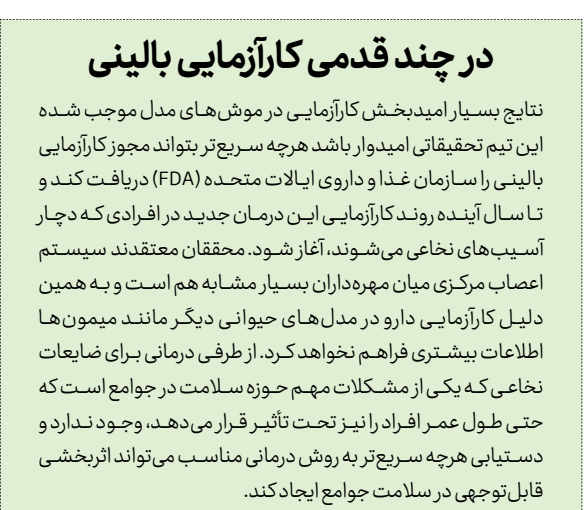 در چند قدمی کارآزمایی بالینی
نتایج بسیار امیدبخش کارآزمایی در موش‌های مدل موجب شده
این تیم تحقیقاتی امیدوار باشد هرچه سریع‌تر بتواند مجوز کارآزمایی
بالینی را سازمان غذا و داروی ایالات متحده (FDA) دریافت کند و
تا سال آینده روند کارآزمایی این درمان جدید در افرادی که دچار
آسیب‌های نخاعی می‌شوند، آغاز شود. محققان معتقدند سیستم
اعصاب مرکزی میان مهره‌داران بسیار مشابه هم است و به همین
دلیل کارآزمایی دارو در مدل‌های حیوانی دیگر مانند میمون‌ها
اطلاعات بیشتری فراهم نخواهد کرد. از طرفی درمانی برای ضایعات
نخاعی که یکی از مشکلات مهم حوزه سلامت در جوامع است که
حتی طول عمر افراد را نیز تحت تأثیر قرار می‌دهد، وجود ندارد و
دستیابی هرچه سریع‌تر به روش درمانی مناسب می‌تواند اثربخشی
قابل‌توجهی در سلامت جوامع ایجاد کند.